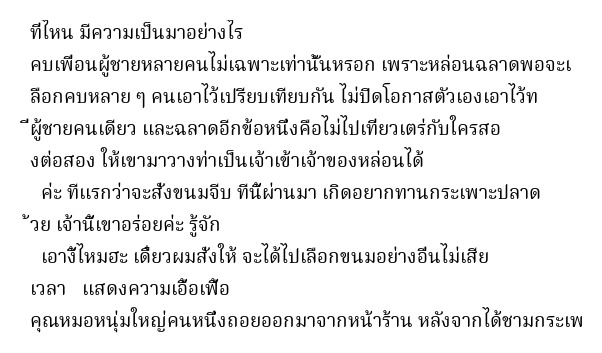 ที่ไหน มีความเป็นมาอย่างไร
คบเพื่อนผู้ชายหลายคนไม่เฉพาะเท่านั้นหรอก เพราะหล่อนฉลาดพอจะเ
ลือกคบหลาย ๆ คนเอาไว้เปรียบเทียบกัน ไม่ปิดโอกาสตัวเองเอาไว้ท
ี่ผู้ชายคนเดียว และฉลาดอีกข้อหนึ่งคือไม่ไปเที่ยวเตร่กับใครสอ
งต่อสอง ให้เขามาวางท่าเป็นเจ้าเข้าเจ้าของหล่อนได้
ค่ะ ทีแรกว่าจะสั่งขนมจีบ ทีนี้ผ่านมา เกิดอยากทานกระเพาะปลาด
้วย เจ้านี้เขาอร่อยค่ะ รู้จัก
เอางี้ไหมฮะ เดี๋ยวผมสั่งให้ จะได้ไปเลือกขนมอย่างอื่นไม่เสีย
เวลา แสดงความเอื้อเฟื้อ
คุณหมอหนุ่มใหญ่คนหนึ่งถอยออกมาจากหน้าร้าน หลังจากได้ชามกระเพ